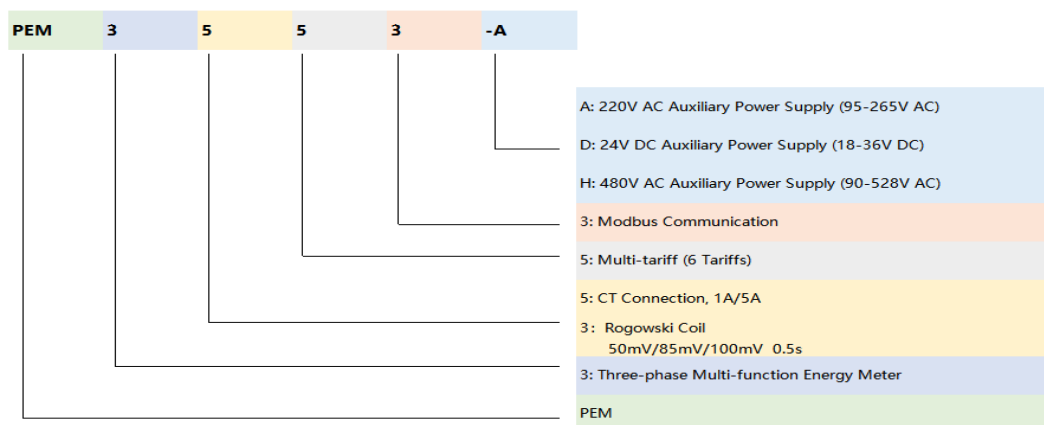 PEM 3 5 5 3 -A
A: 220V AC Auxiliary Power Supply (95-265V AC)
D: 24V DC Auxiliary Power Supply (18-36V DC)
H: 480V AC Auxiliary Power Supply (90-528V AC)
3: Modbus Communication
5: Multi-tariff (6 Tariffs)
5: CT Connection, 1A/5A
3: Rogowski Coil
50mV/85mV/100mV 0.5s
3: Three-phase Multi-function Energy Meter
PEM